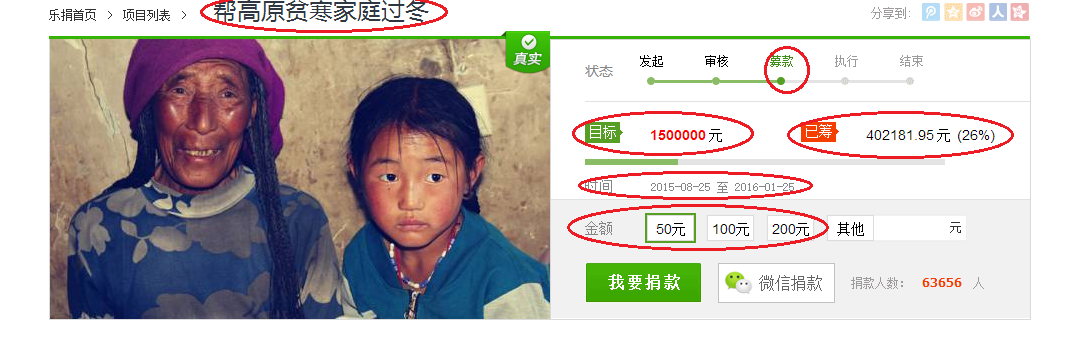 乐捐首页 > 项目列表 > 帮高原贫寒家庭过冬
分享到:
真实
状态 发起 审核 募款 执行 结束
目标 1500000元 已筹 402181.95元 (26%)
时间 2015-08-25 至 2016-01-25
金额 50元 100元 200元 其他 元
我要捐款 微信捐款 捐款人数: 63656 人